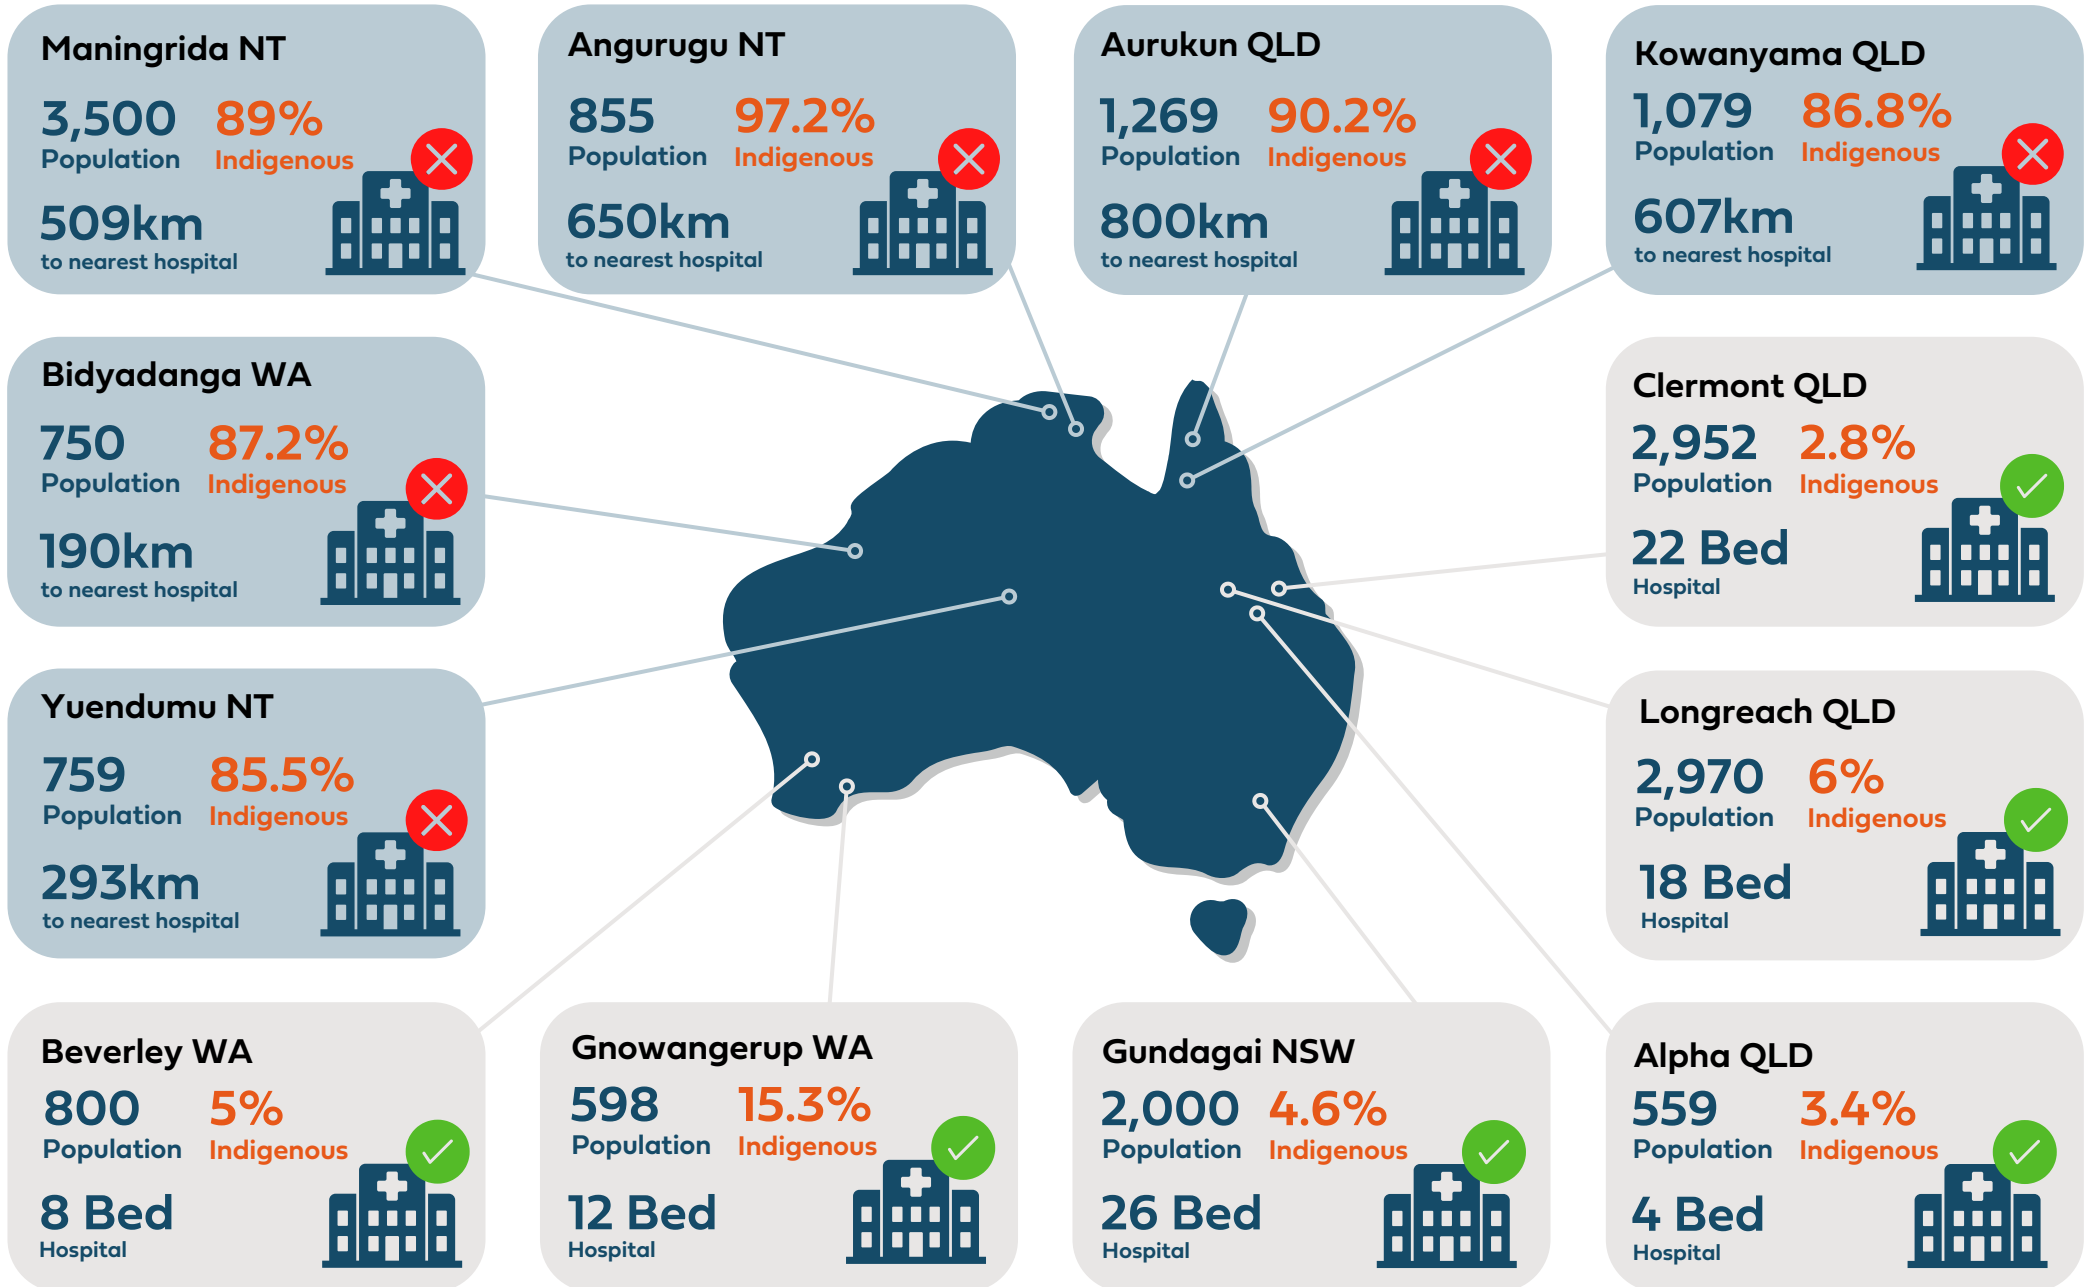 Maningrida NT
3,500 89%
Population Indigenous
509km
to nearest hospital
Angurugu NT
855 97.2%
Population Indigenous
650km
to nearest hospital
Aurukun QLD
1,269 90.2%
Population Indigenous
800km
to nearest hospital
Kowanyama QLD
1,079 86.8%
Population Indigenous
607km
to nearest hospital
Bidyadanga WA
750 87.2%
Population Indigenous
190km
to nearest hospital
Clermont QLD
2,952 2.8%
Population Indigenous
22 Bed
Hospital
Yuendumu NT
759 85.5%
Population Indigenous
293km
to nearest hospital
Longreach QLD
2,970 6%
Population Indigenous
18 Bed
Hospital
Beverley WA
800 5%
Population Indigenous
8 Bed
Hospital
Gnowangerup WA
598 15.3%
Population Indigenous
12 Bed
Hospital
Gundagai NSW
2,000 4.6%
Population Indigenous
26 Bed
Hospital
Alpha QLD
559 3.4%
Population Indigenous
4 Bed
Hospital